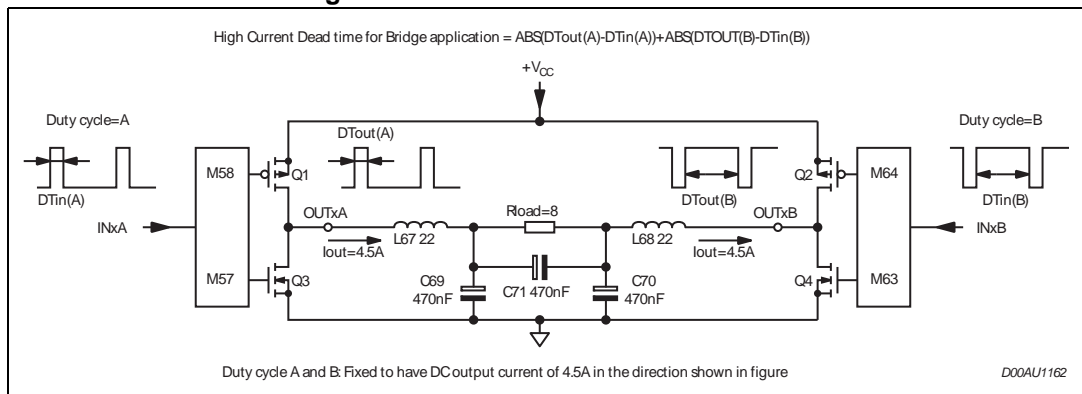 High Current Dead time for Bridge application = ABS(DTout(A)-DTin(A))+ABS(DTOUT(B)-DTin(B))
+VCC
Duty cycle=A
DTout(A)
Duty cycle=B
M58
Q1
Q2
M64
DTin(A)
DTout(B)
DTin(B)
INxA
OUTxA
Rload=8
OUTxB
INxB
L67 22
L68 22
Iout=4.5A
Iout=4.5A
M57
Q3
C69
470nF
C71 470nF
C70
470nF
Q4
M63
Duty cycle A and B: Fixed to have DC output current of 4.5A in the direction shown in figure
D00AU1162